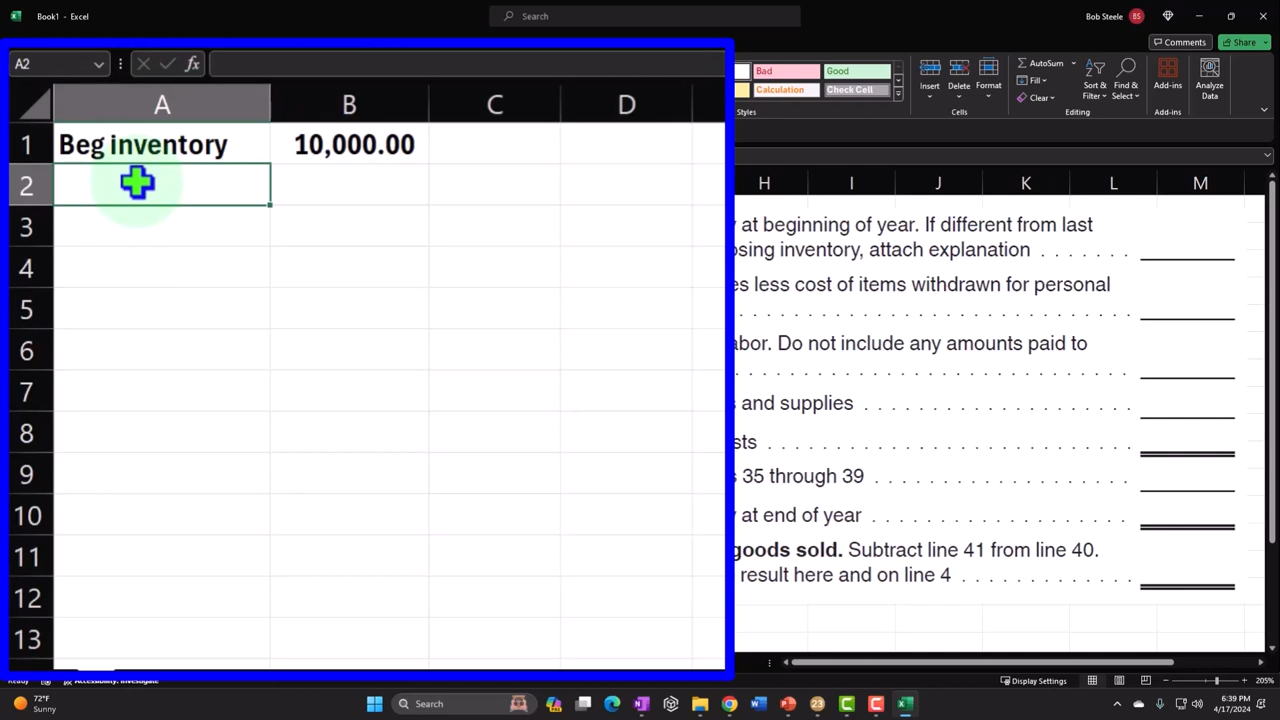 Book1 - Excel
Search
Bob Steele
BS
Comments
Share
A2
fx
Bad
Good
Calculation
Check Cell
Styles
Insert
Delete
Format
Cells
AutoSum
Fill
Clear
Sort &
Filter
Find &
Select
Editing
Add-ins
Add-ins
Analyze
Data
A B C D
H I J K L M
1 Beg inventory 10,000.00
2
3
4
5
6
7
8
9
10
11
12
13
y at beginning of year. If different from last
osing inventory, attach explanation . . . . . . .
es less cost of items withdrawn for personal
abor. Do not include any amounts paid to
s and supplies
sts
s 35 through 39
y at end of year
goods sold. Subtract line 41 from line 40.
result here and on line 4
Ready
Accessibility: Investigate
Display Settings
205%
72°F
Sunny
Search
6:39 PM
4/17/2024